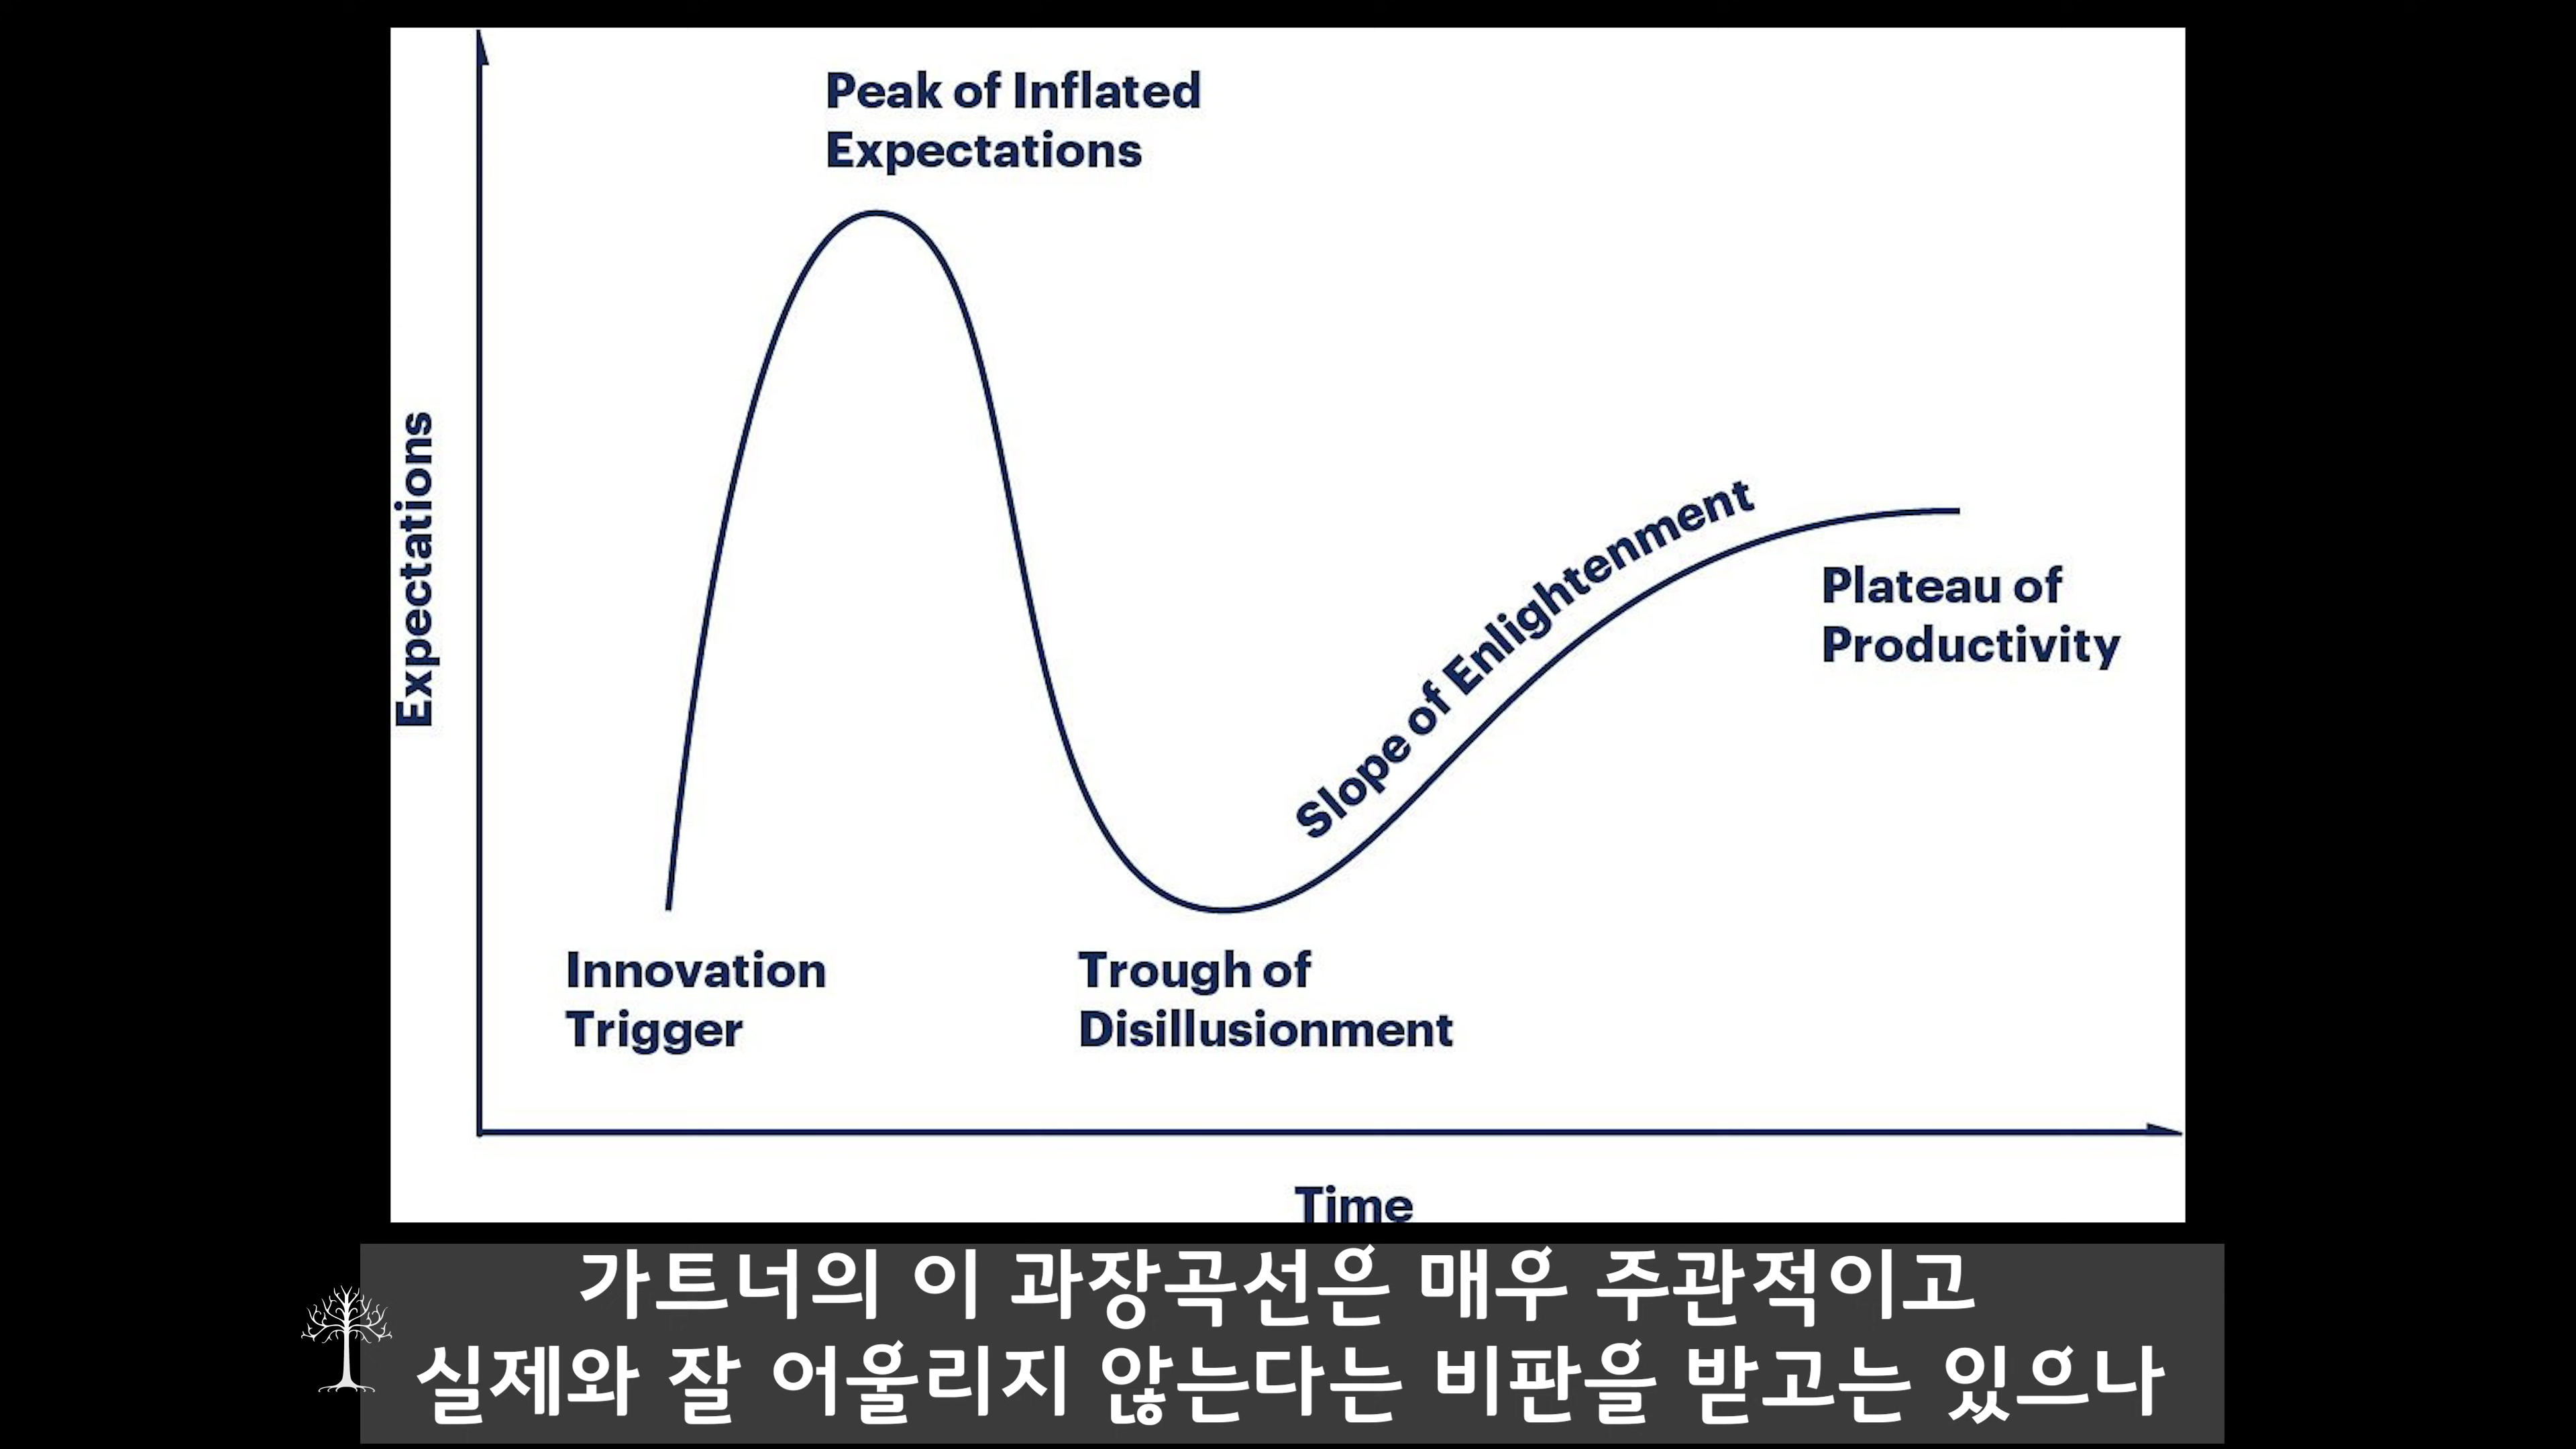 Peak of Inflated
Expectations
Expectations
Slope of Enlightenment
Plateau of
Productivity
Innovation
Trigger
Trough of
Disillusionment
Time
가트너의 이 과장곡선은 매우 주관적이고
실제와 잘 어울리지 않는다는 비판을 받고는 있으나